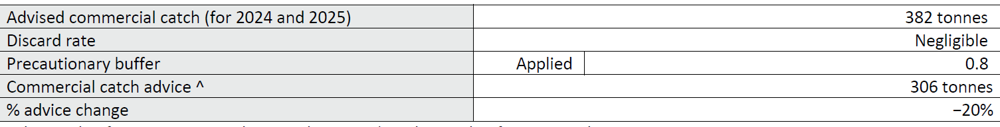 Advised commercial catch (for 2024 and 2025) 382 tonnes
Discard rate Negligible
Precautionary buffer Applied 0.8
Commercial catch advice ^ 306 tonnes
% advice change −20%